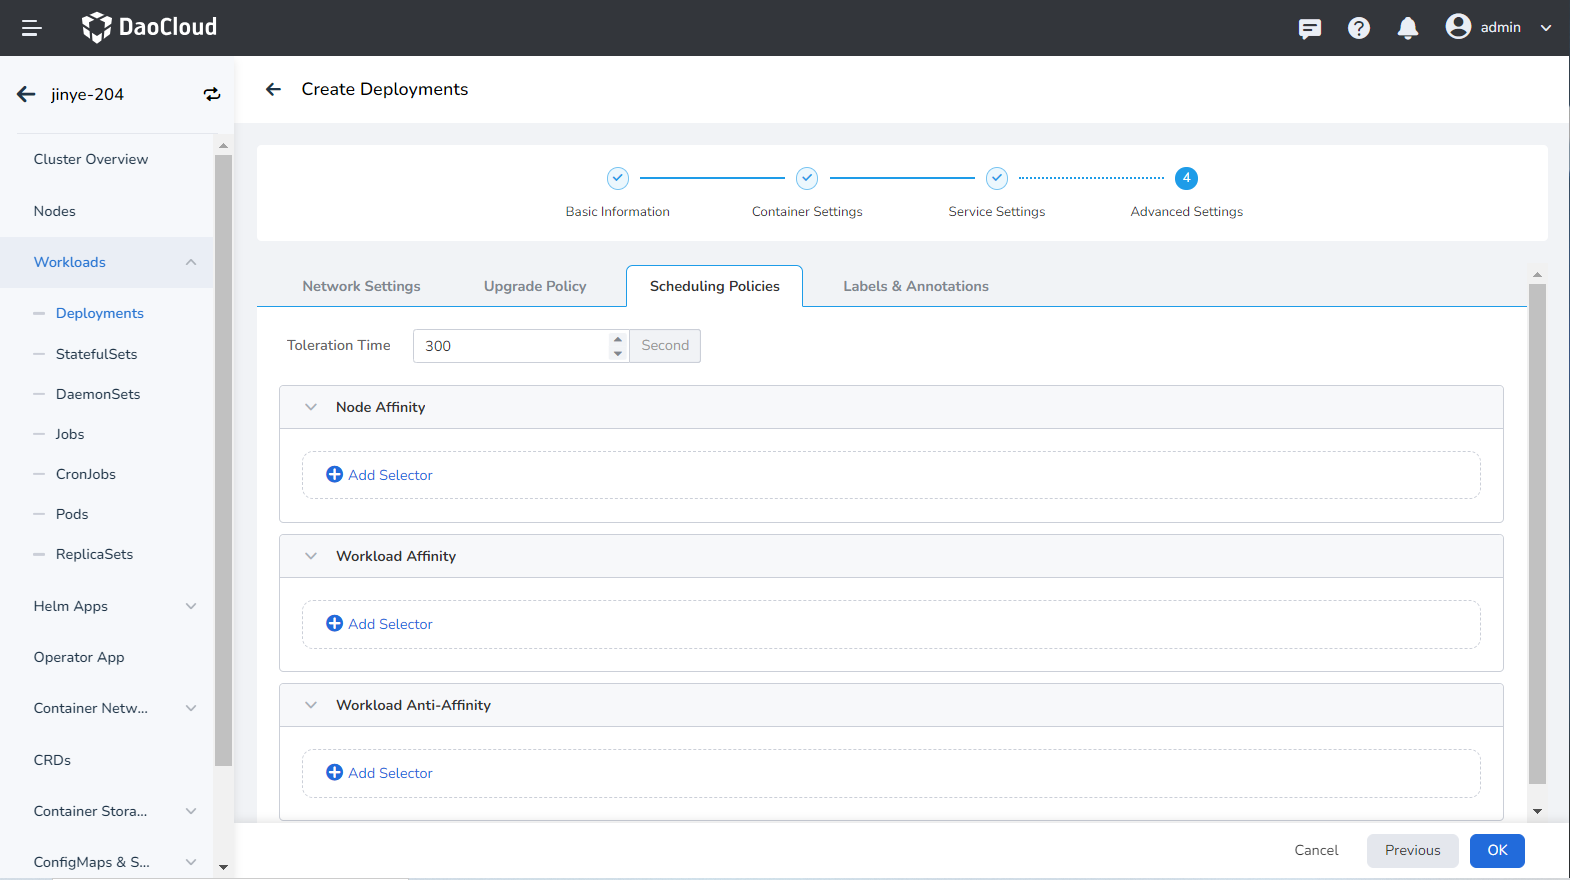 DaoCloud
admin
jinye-204
Create Deployments
Cluster Overview
Nodes
Workloads
Deployments
StatefulSets
DaemonSets
Jobs
CronJobs
Pods
ReplicaSets
Helm Apps
Operator App
Container Netw...
CRDs
Container Stora...
ConfigMaps & S...
4
Basic Information
Container Settings
Service Settings
Advanced Settings
Network Settings
Upgrade Policy
Scheduling Policies
Labels & Annotations
Toleration Time
300
Second
Node Affinity
Add Selector
Workload Affinity
Add Selector
Workload Anti-Affinity
Add Selector
Cancel
Previous
OK